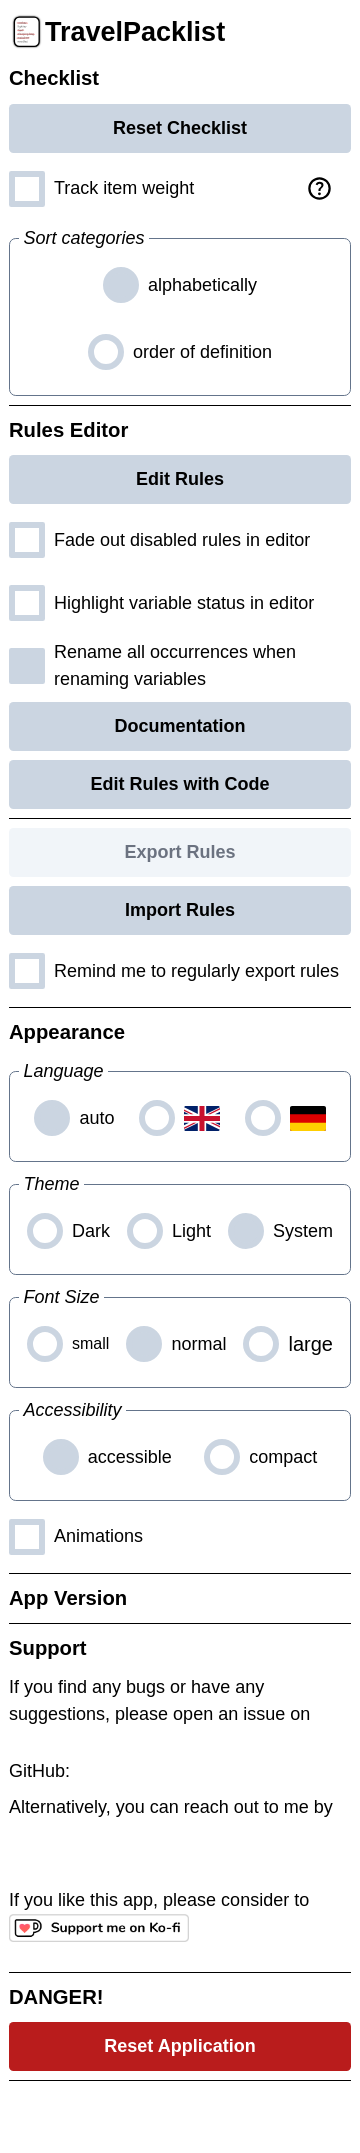 TravelPacklist
Checklist
Reset Checklist
Track item weight
Sort categories
alphabetically
order of definition
Rules Editor
Edit Rules
Fade out disabled rules in editor
Highlight variable status in editor
Rename all occurrences when
renaming variables
Documentation
Edit Rules with Code
Export Rules
Import Rules
Remind me to regularly export rules
Appearance
Language
auto
Theme
Dark Light System
Font Size
small normal large
Accessibility
accessible compact
Animations
App Version
Support
If you find any bugs or have any
suggestions, please open an issue on
GitHub:
Alternatively, you can reach out to me by
If you like this app, please consider to
Support me on Ko-fi
DANGER!
Reset Application